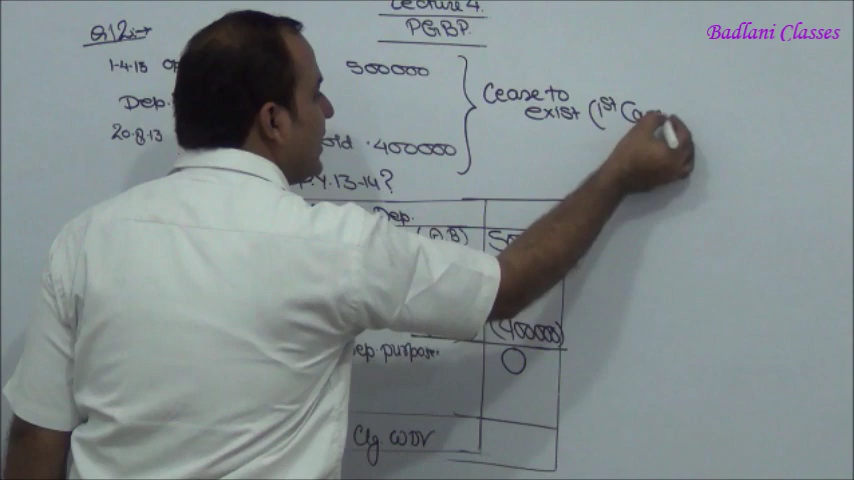 Lecture 4.
PGBP.
Badlani Classes
Q12:→
1-4-13 500000
Dep.
20.8.13 400000
Cease to
exist (1st Ca
P.Y. 13-14?
Dep.
(A,B)
(400000)
purpose. 0
Clg WDV